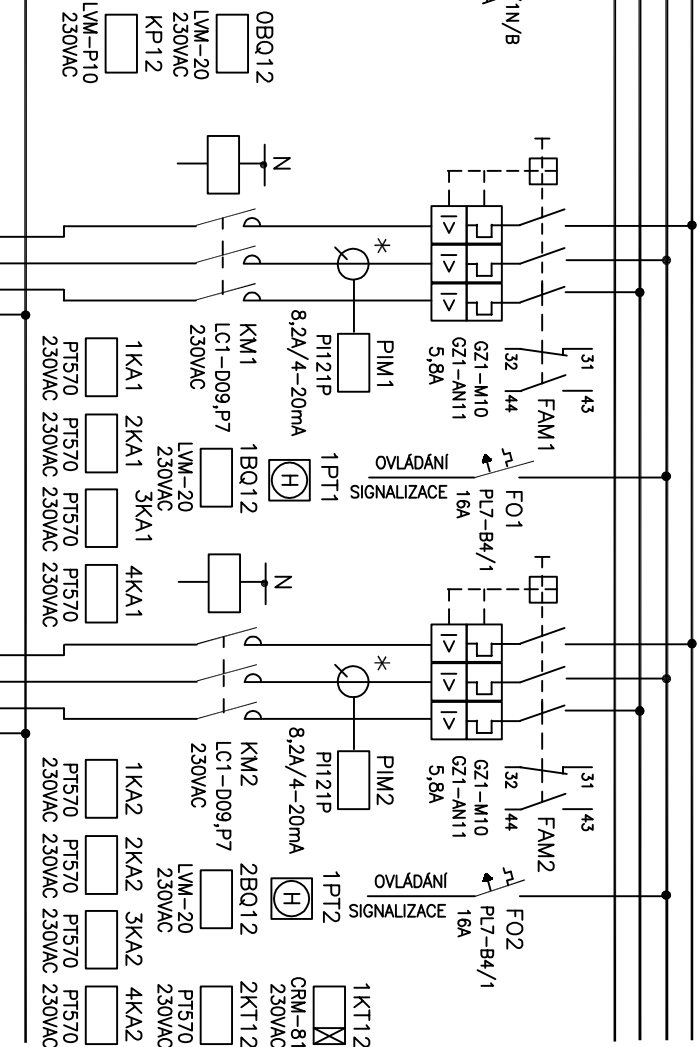 1N/B
0BQ12
LVM-20
230VAC
KP12
LVM-P10
230VAC
N
*
PIM1
PI121P
8,2A/4-20mA
KM1
LC1-D09,P7
230VAC
31
32
43
44
FAM1
GZ1-M10
GZ1-AN11
5,8A
1KA1
PT570
230VAC
2KA1
PT570
230VAC
3KA1
PT570
230VAC
4KA1
PT570
230VAC
1BQ12
LVM-20
230VAC
1PT1
H
OVLÁDÁNÍ
SIGNALIZACE
FO1
PL7-B4/1
16A
N
*
PIM2
PI121P
8,2A/4-20mA
KM2
LC1-D09,P7
230VAC
31
32
43
44
FAM2
GZ1-M10
GZ1-AN11
5,8A
1KA2
PT570
230VAC
2KA2
PT570
230VAC
3KA2
PT570
230VAC
4KA2
PT570
230VAC
2BQ12
LVM-20
230VAC
1PT2
H
OVLÁDÁNÍ
SIGNALIZACE
FO2
PL7-B4/1
16A
2KT12
PT570
230VAC
1KT12
CRM-81
230VAC